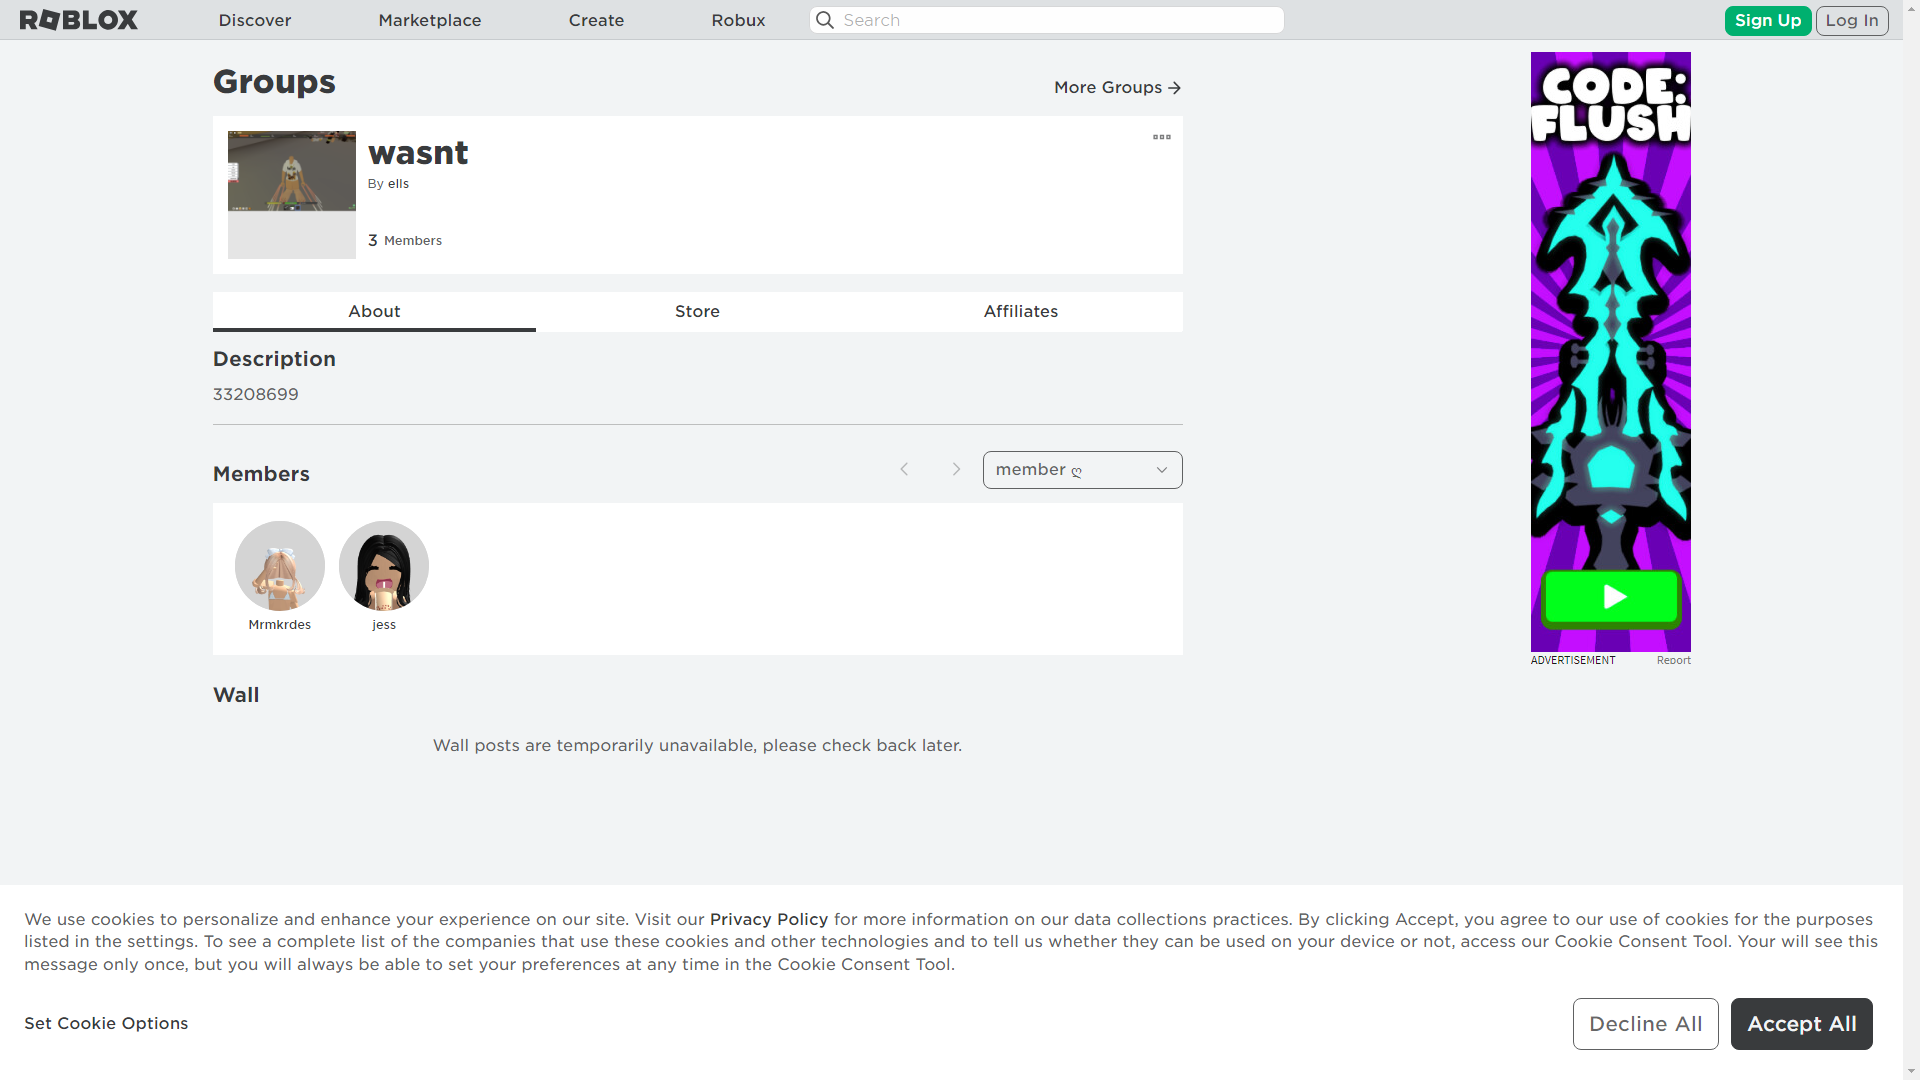 ROBLOX
Discover
Marketplace
Create
Robux
Search
Sign Up
Log In
Groups
More Groups
wasnt
By ells
3 Members
About
Store
Affiliates
Description
33208699
Members
member ღ
Mrmkrdes
jess
Wall
Wall posts are temporarily unavailable, please check back later.
CODE:
FLUSH
ADVERTISEMENT
Report
We use cookies to personalize and enhance your experience on our site. Visit our Privacy Policy for more information on our data collections practices. By clicking Accept, you agree to our use of cookies for the purposes
listed in the settings. To see a complete list of the companies that use these cookies and other technologies and to tell us whether they can be used on your device or not, access our Cookie Consent Tool. Your will see this
message only once, but you will always be able to set your preferences at any time in the Cookie Consent Tool.
Set Cookie Options
Decline All
Accept All